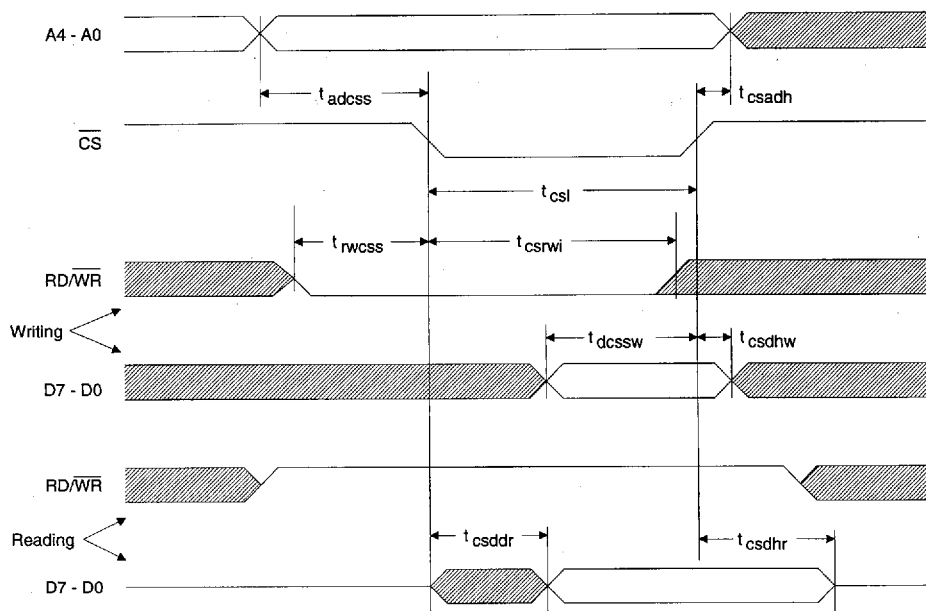 A4 - A0
t adcss
t csadh
CS
t csl
t rwcss
t csrwi
RD/WR
Writing
t dcssw
t csdhw
D7 - D0
RD/WR
Reading
t csddr
t csdhr
D7 - D0